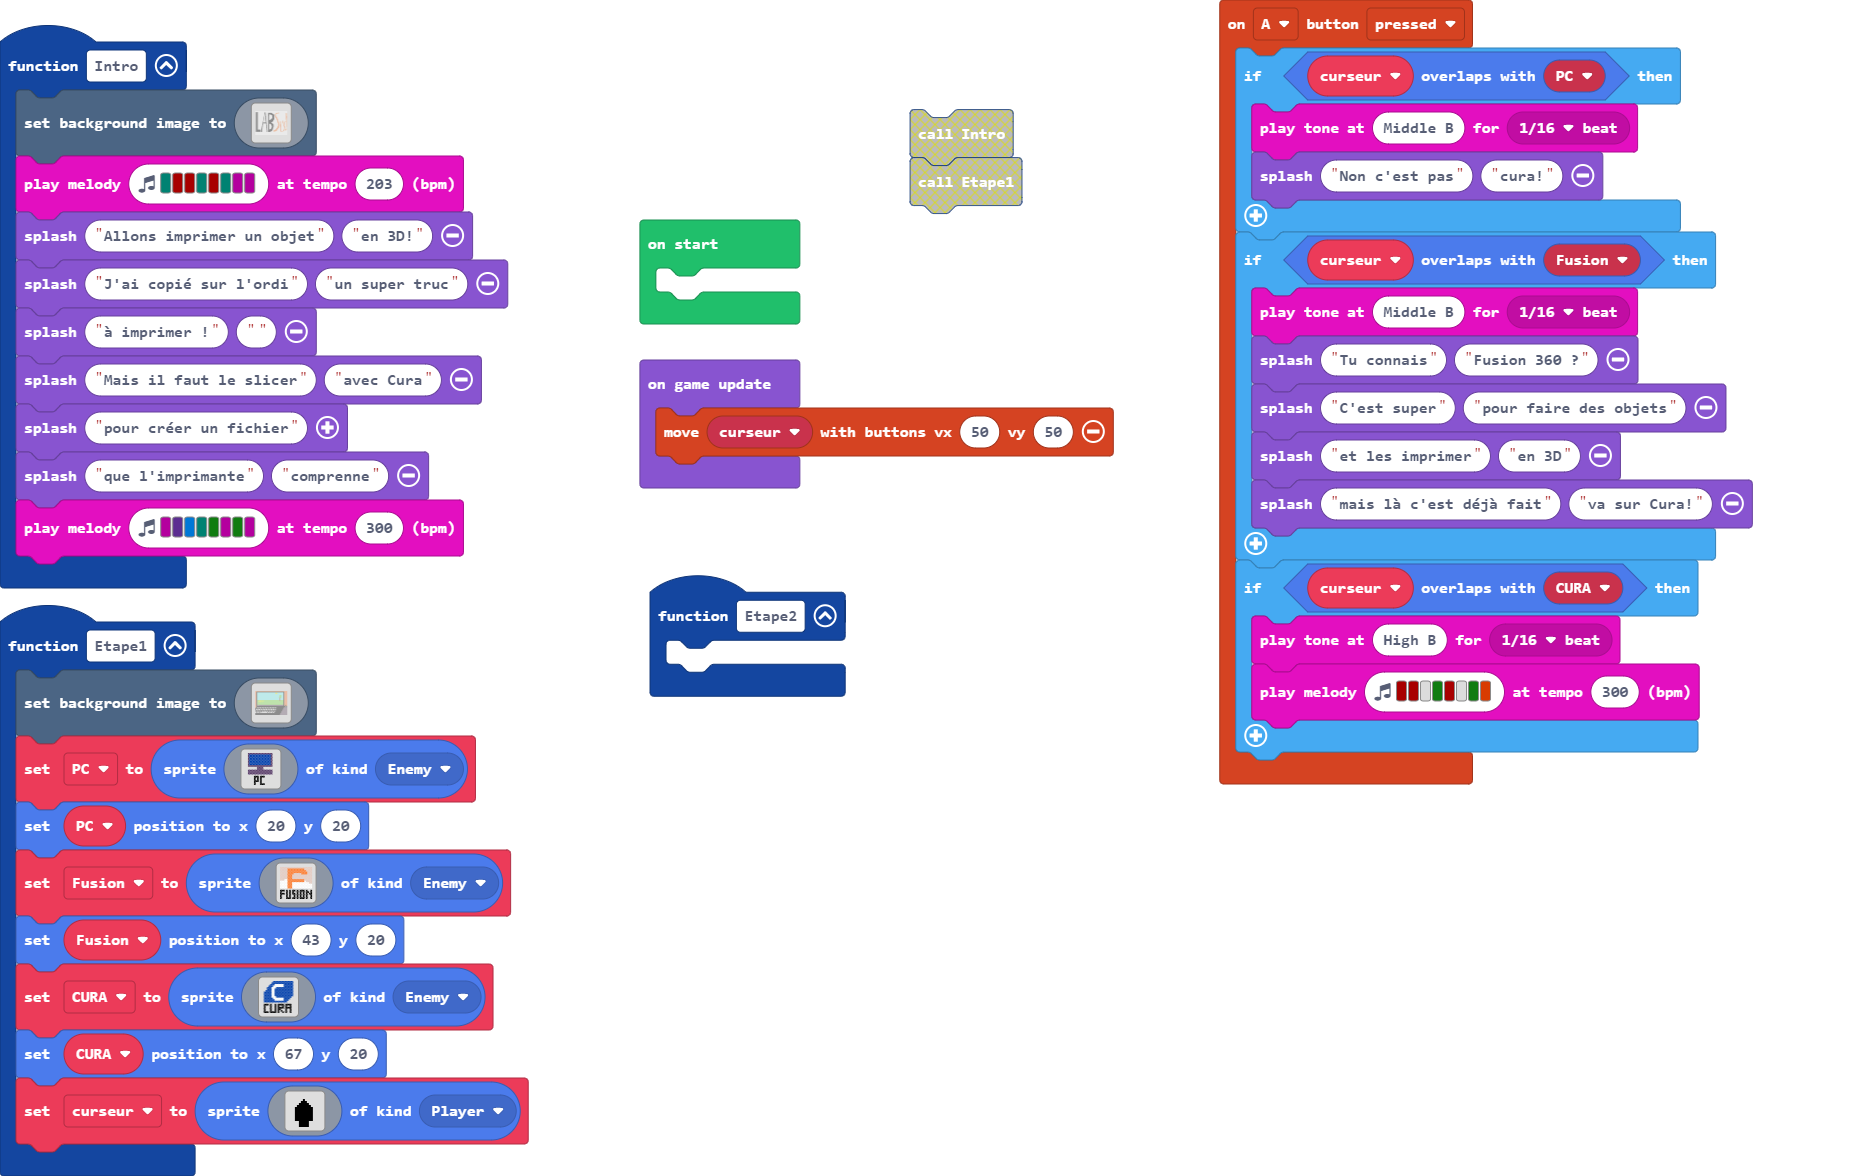 function Intro
set background image to LAB
play melody at tempo 203 (bpm)
splash "Allons imprimer un objet" "en 3D!"
splash "J'ai copié sur l'ordi" "un super truc"
splash "à imprimer !" " "
splash "Mais il faut le slicer" "avec Cura"
splash "pour créer un fichier"
splash "que l'imprimante" "comprenne"
play melody at tempo 300 (bpm)
function Etape1
set background image to
set PC to sprite PC of kind Enemy
set PC position to x 20 y 20
set Fusion to sprite FUSION of kind Enemy
set Fusion position to x 43 y 20
set CURA to sprite CURA of kind Enemy
set CURA position to x 67 y 20
set curseur to sprite of kind Player
call Intro
call Etape1
on start
on game update
move curseur with buttons vx 50 vy 50
function Etape2
on A button pressed
if curseur overlaps with PC then
play tone at Middle B for 1/16 beat
splash "Non c'est pas" "cura!"
if curseur overlaps with Fusion then
play tone at Middle B for 1/16 beat
splash "Tu connais" "Fusion 360 ?"
splash "C'est super" "pour faire des objets"
splash "et les imprimer" "en 3D"
splash "mais là c'est déjà fait" "va sur Cura!"
if curseur overlaps with CURA then
play tone at High B for 1/16 beat
play melody at tempo 300 (bpm)